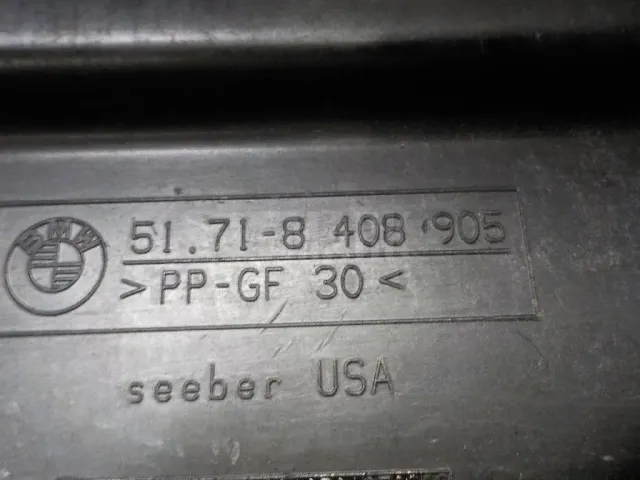 BMW
51.71-8 408 905
>PP-GF 30<
seeber USA